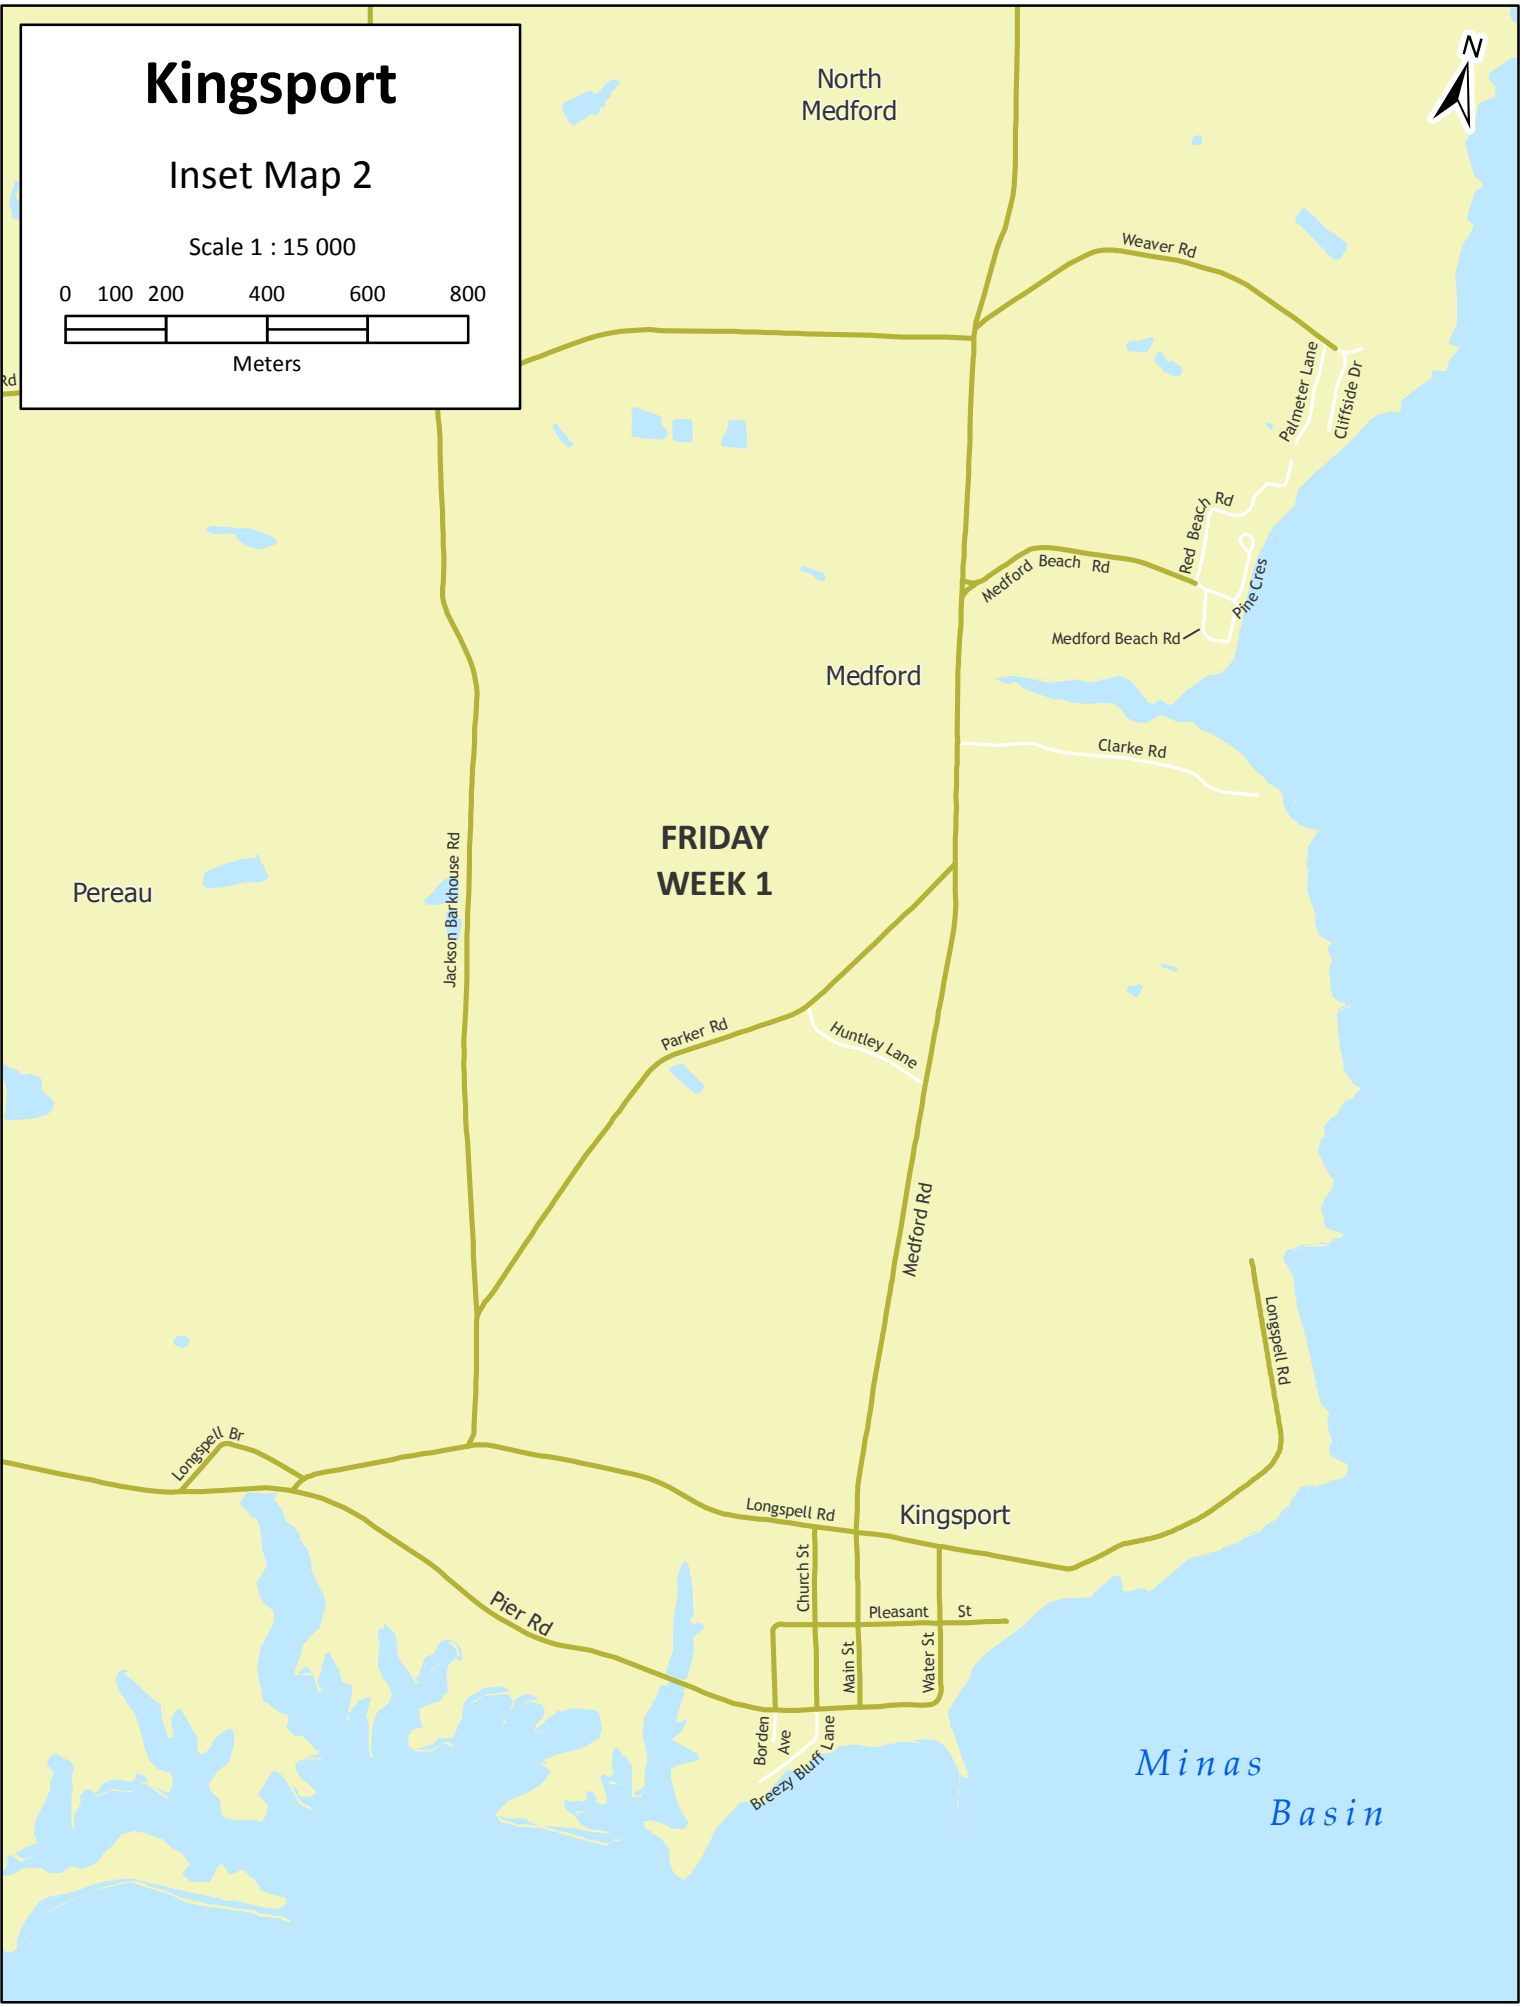 Kingsport
Inset Map 2
Scale 1 : 15 000
0 100 200 400 600 800
Meters
N
North
Medford
Weaver Rd
Rd
Palmeter Lane
Cliffside Dr
Red Beach Rd
Medford Beach Rd
Pine Cres
Medford Beach Rd
Medford
Clarke Rd
FRIDAY
WEEK 1
Jackson Barkhouse Rd
Pereau
Parker Rd
Huntley Lane
Medford Rd
Longspell Rd
Longspell Br
Longspell Rd
Kingsport
Church St
Pier Rd
Pleasant St
Main St
Water St
Borden
Ave
Breezy Bluff Lane
Minas
Basin